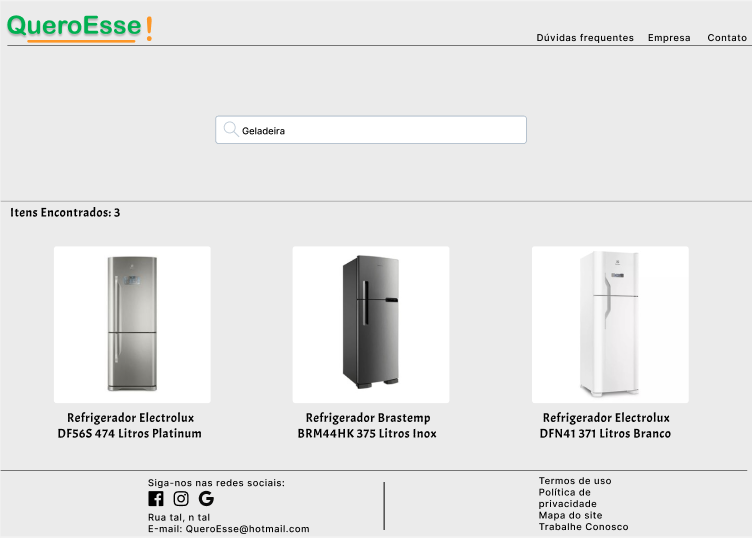 QueroEsse!
Dúvidas frequentes Empresa Contato
Geladeira
Itens Encontrados: 3
Refrigerador Electrolux
DF56S 474 Litros Platinum
Refrigerador Brastemp
BRM44HK 375 Litros Inox
Refrigerador Electrolux
DFN41 371 Litros Branco
Siga-nos nas redes sociais:
Rua tal, n tal
E-mail: QueroEsse@hotmail.com
Termos de uso
Política de
privacidade
Mapa do site
Trabalhe Conosco